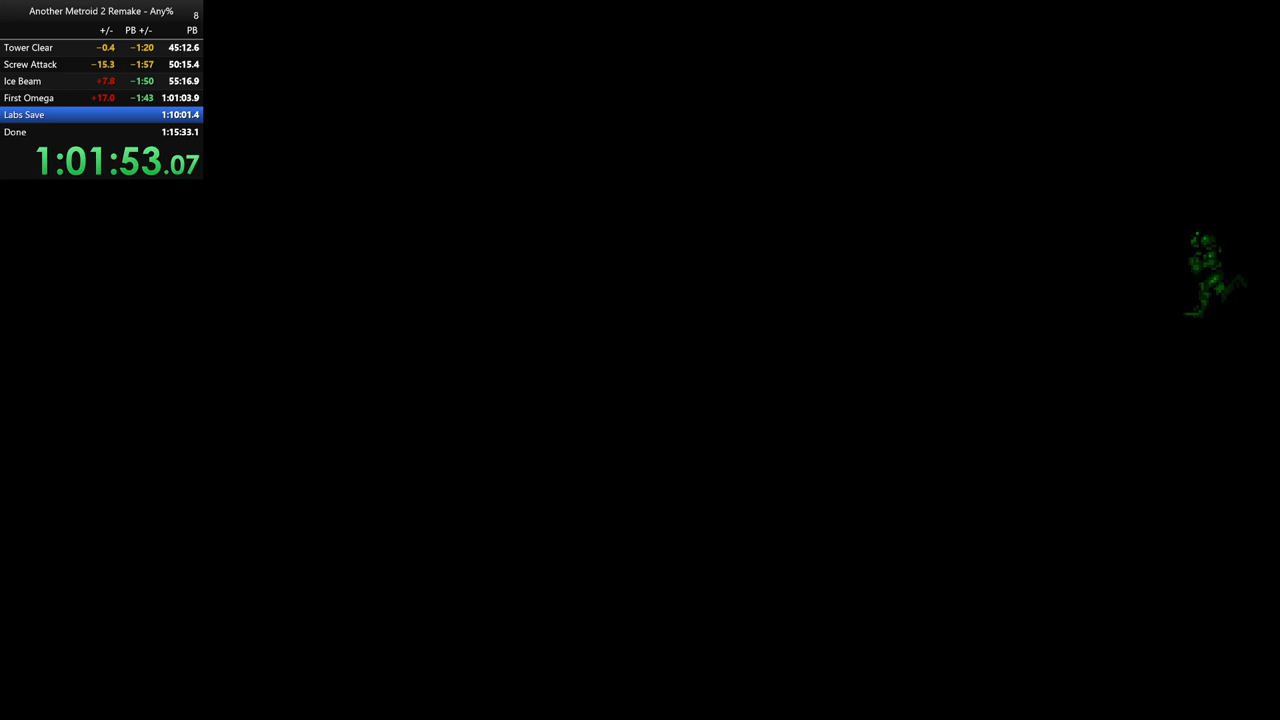 Another Metroid 2 Remake - Any%
8
+/- PB +/- PB
Tower Clear −0.4 −1:20 45:12.6
Screw Attack −15.3 −1:57 50:15.4
Ice Beam +7.8 −1:50 55:16.9
First Omega +17.0 −1:43 1:01:03.9
Labs Save 1:10:01.4
Done 1:15:33.1
1:01:53.07